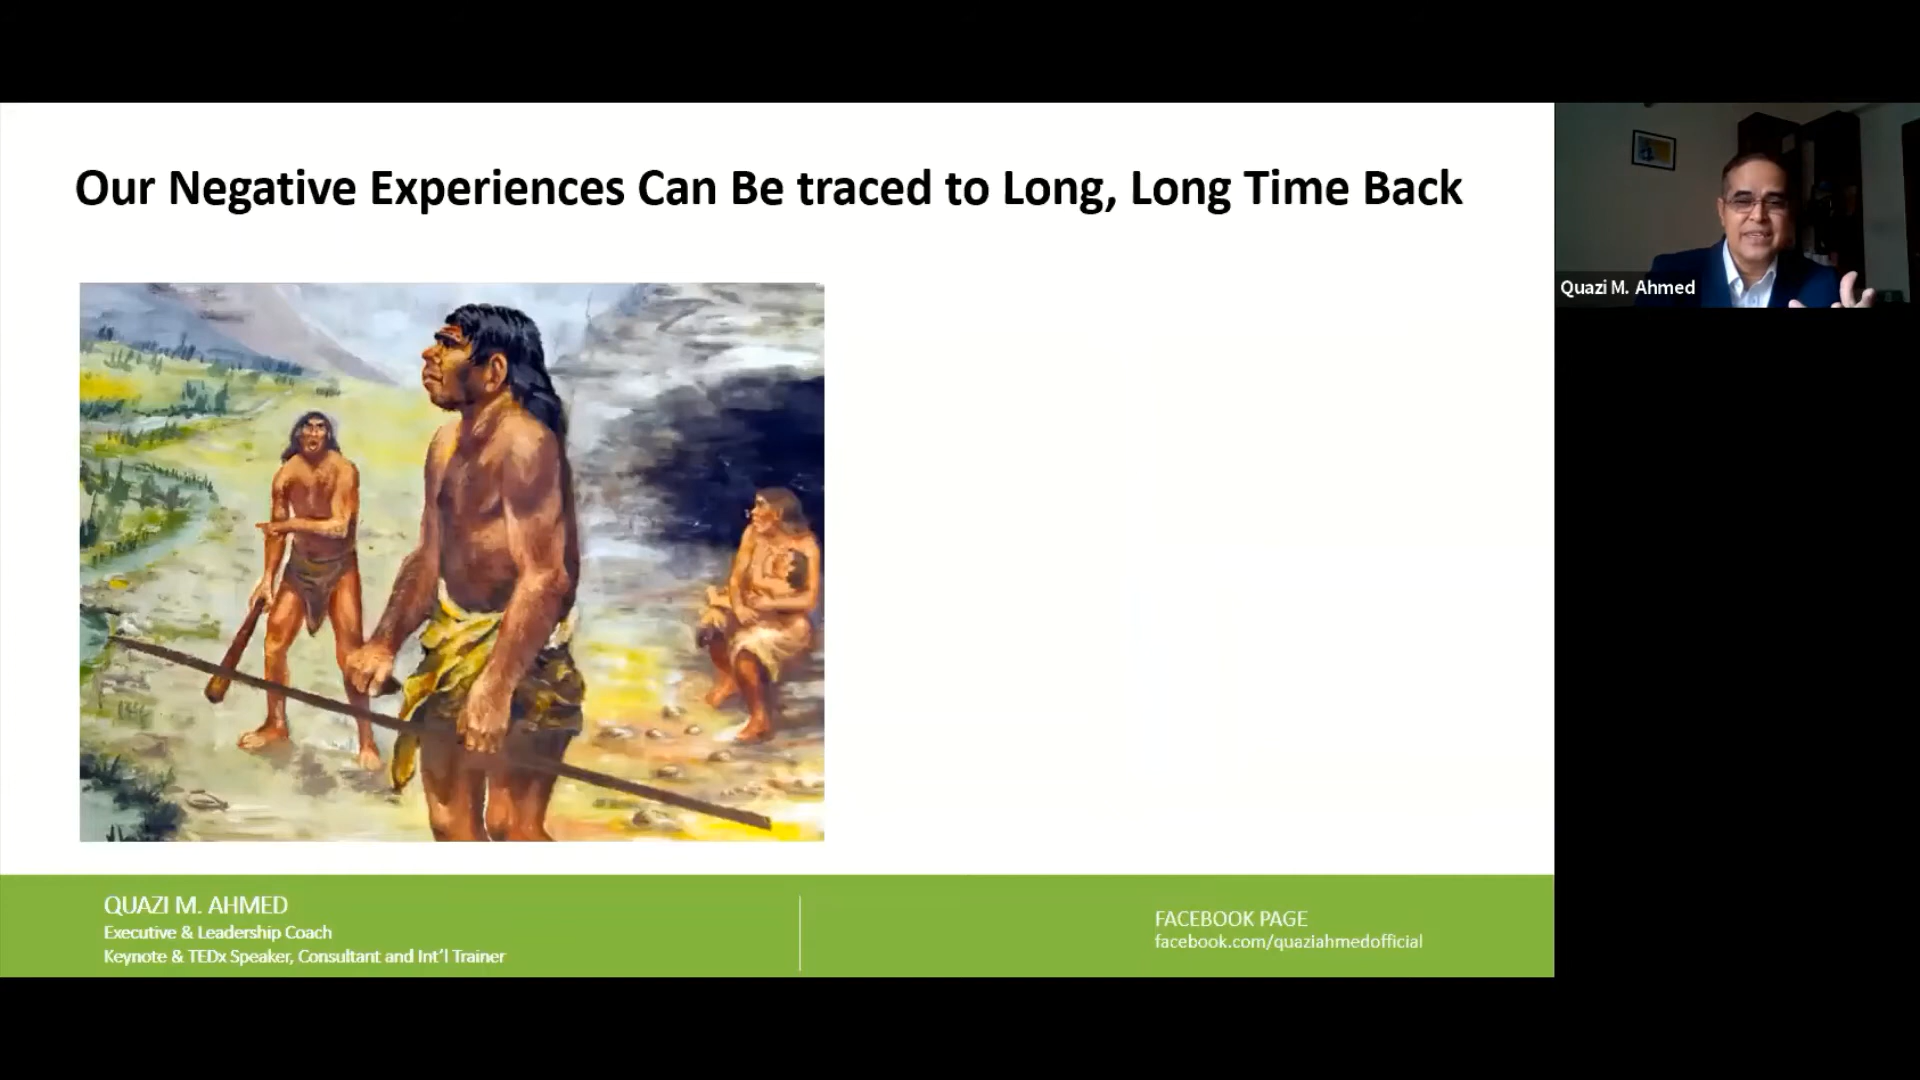 Our Negative Experiences Can Be traced to Long, Long Time Back
Quazi M. Ahmed
QUAZI M. AHMED
Executive & Leadership Coach
Keynote & TEDx Speaker, Consultant and Int'l Trainer
FACEBOOK PAGE
facebook.com/quaziahmedofficial